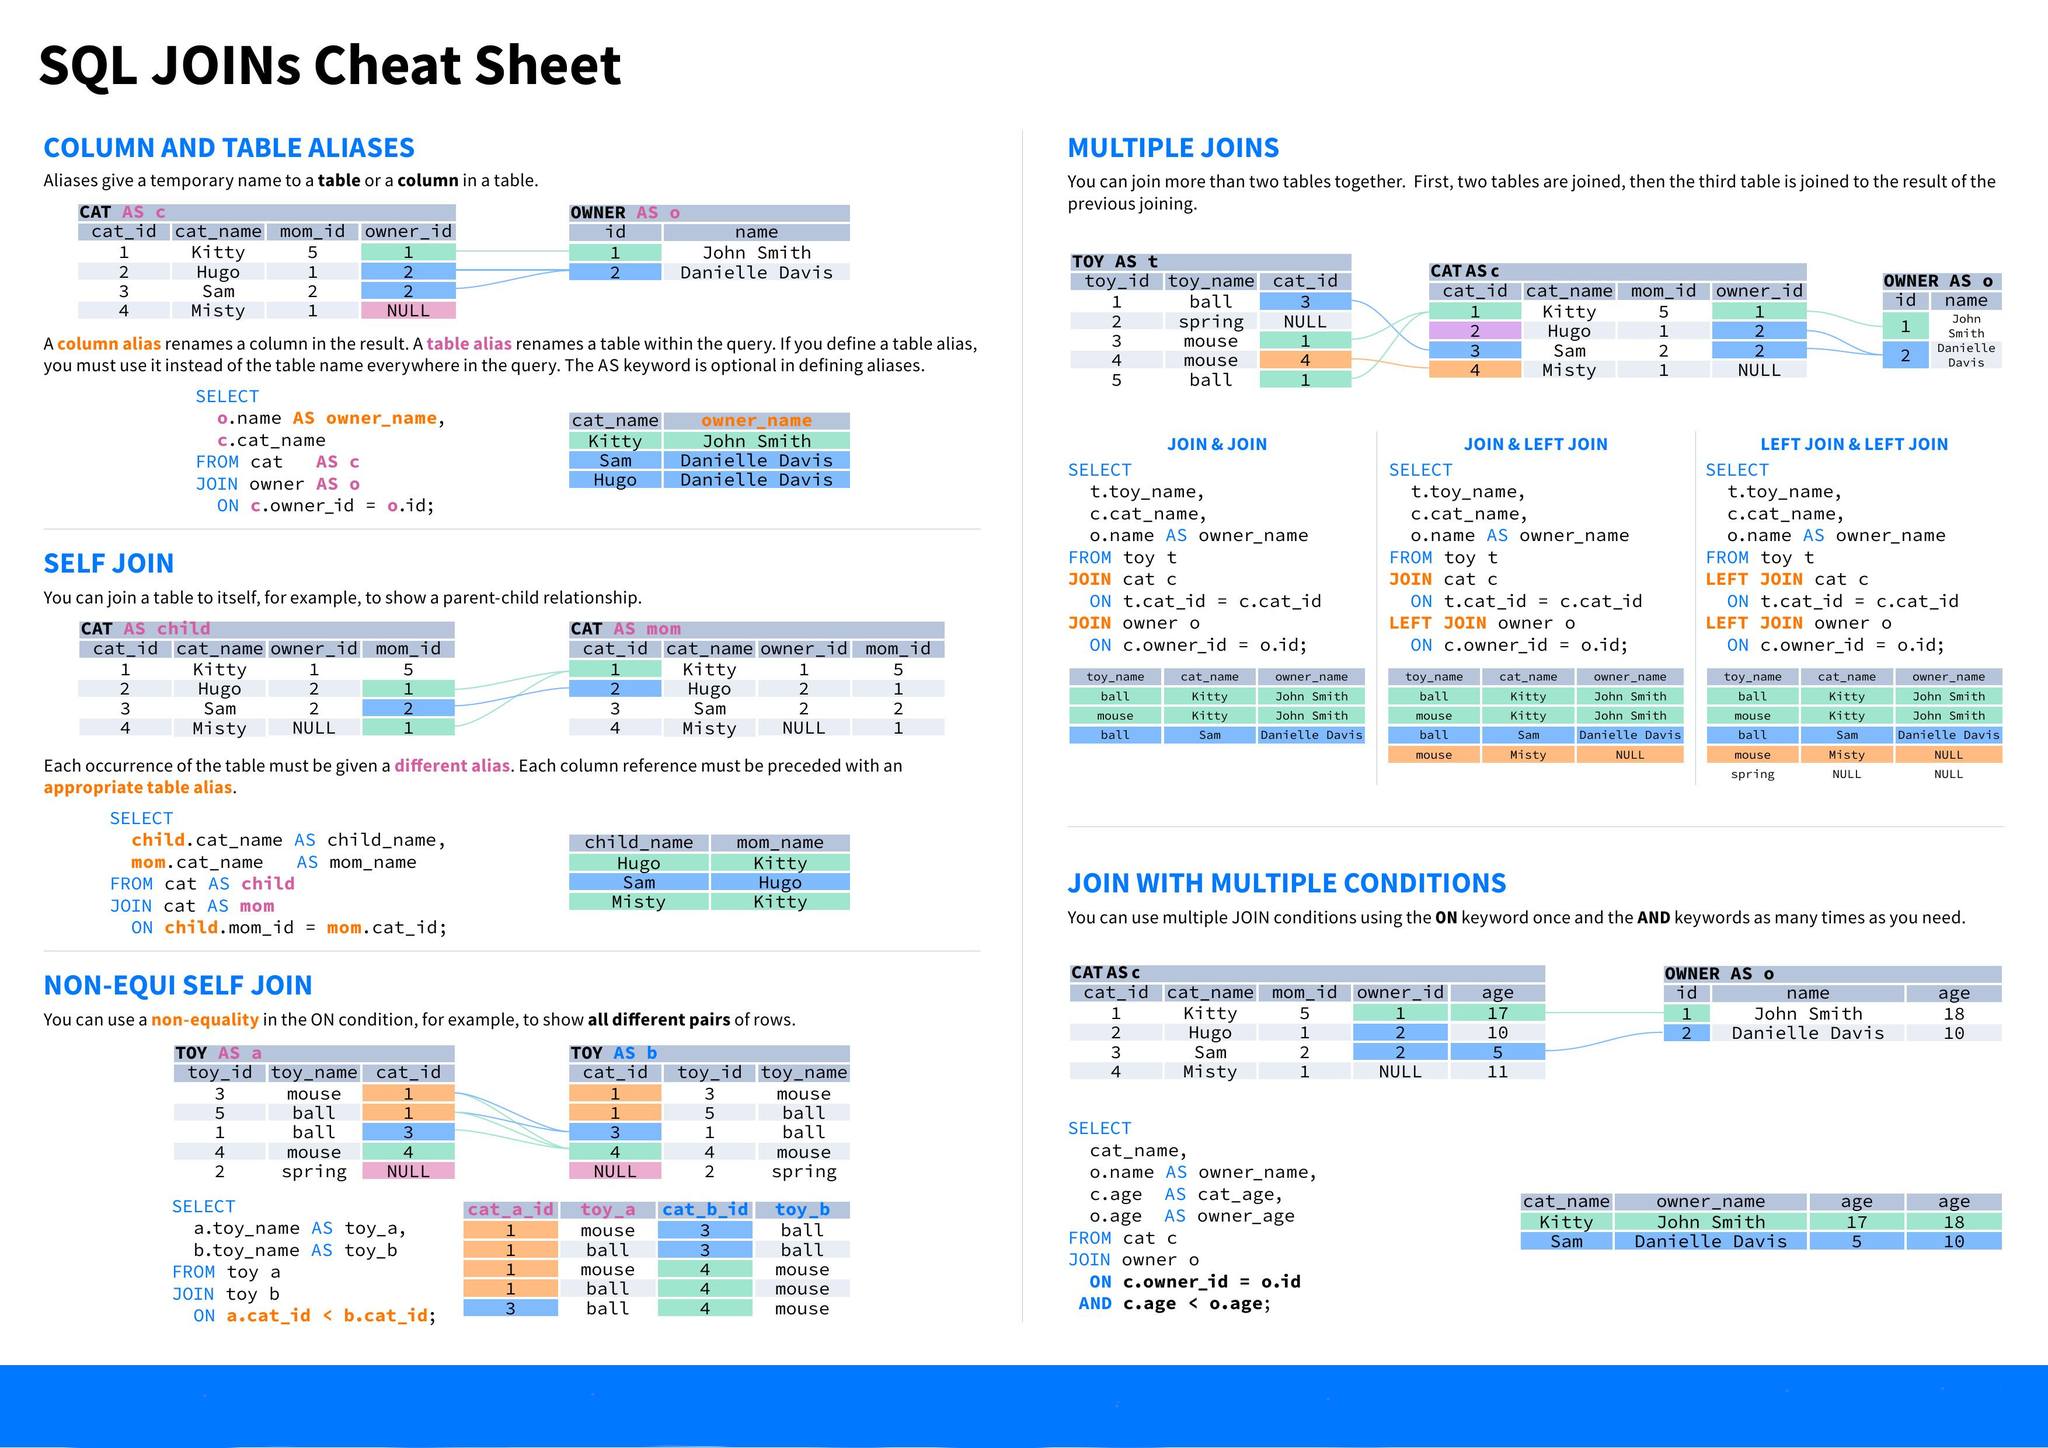 SQL JOINs Cheat Sheet
COLUMN AND TABLE ALIASES
Aliases give a temporary name to a table or a column in a table.
CAT AS c
cat_id cat_name mom_id owner_id
1 Kitty 5 1
2 Hugo 1 2
3 Sam 2 2
4 Misty 1 NULL
OWNER AS o
id name
1 John Smith
2 Danielle Davis
A column alias renames a column in the result. A table alias renames a table within the query. If you define a table alias,
you must use it instead of the table name everywhere in the query. The AS keyword is optional in defining aliases.
SELECT
o.name AS owner_name,
c.cat_name
FROM cat AS c
JOIN owner AS o
ON c.owner_id = o.id;
cat_name owner_name
Kitty John Smith
Sam Danielle Davis
Hugo Danielle Davis
SELF JOIN
You can join a table to itself, for example, to show a parent-child relationship.
CAT AS child
cat_id cat_name owner_id mom_id
1 Kitty 1 5
2 Hugo 2 1
3 Sam 2 2
4 Misty NULL 1
CAT AS mom
cat_id cat_name owner_id mom_id
1 Kitty 1 5
2 Hugo 2 1
3 Sam 2 2
4 Misty NULL 1
Each occurrence of the table must be given a different alias. Each column reference must be preceded with an
appropriate table alias.
SELECT
child.cat_name AS child_name,
mom.cat_name AS mom_name
FROM cat AS child
JOIN cat AS mom
ON child.mom_id = mom.cat_id;
child_name mom_name
Hugo Kitty
Sam Hugo
Misty Kitty
NON-EQUI SELF JOIN
You can use a non-equality in the ON condition, for example, to show all different pairs of rows.
TOY AS a
toy_id toy_name cat_id
3 mouse 1
5 ball 1
1 ball 3
4 mouse 4
2 spring NULL
TOY AS b
cat_id toy_id toy_name
1 3 mouse
1 5 ball
3 1 ball
4 4 mouse
NULL 2 spring
SELECT
a.toy_name AS toy_a,
b.toy_name AS toy_b
FROM toy a
JOIN toy b
ON a.cat_id < b.cat_id;
cat_a_id toy_a cat_b_id toy_b
1 mouse 3 ball
1 ball 3 ball
1 mouse 4 mouse
1 ball 4 mouse
3 ball 4 mouse
MULTIPLE JOINS
You can join more than two tables together. First, two tables are joined, then the third table is joined to the result of the
previous joining.
TOY AS t
toy_id toy_name cat_id
1 ball 3
2 spring NULL
3 mouse 1
4 mouse 4
5 ball 1
CAT AS c
cat_id cat_name mom_id owner_id
1 Kitty 5 1
2 Hugo 1 2
3 Sam 2 2
4 Misty 1 NULL
OWNER AS o
id name
1 John
Smith
2 Danielle
Davis
JOIN & JOIN
SELECT
t.toy_name,
c.cat_name,
o.name AS owner_name
FROM toy t
JOIN cat c
ON t.cat_id = c.cat_id
JOIN owner o
ON c.owner_id = o.id;
toy_name cat_name owner_name
ball Kitty John Smith
mouse Kitty John Smith
ball Sam Danielle Davis
JOIN & LEFT JOIN
SELECT
t.toy_name,
c.cat_name,
o.name AS owner_name
FROM toy t
JOIN cat c
ON t.cat_id = c.cat_id
LEFT JOIN owner o
ON c.owner_id = o.id;
toy_name cat_name owner_name
ball Kitty John Smith
mouse Kitty John Smith
ball Sam Danielle Davis
mouse Misty NULL
LEFT JOIN & LEFT JOIN
SELECT
t.toy_name,
c.cat_name,
o.name AS owner_name
FROM toy t
LEFT JOIN cat c
ON t.cat_id = c.cat_id
LEFT JOIN owner o
ON c.owner_id = o.id;
toy_name cat_name owner_name
ball Kitty John Smith
mouse Kitty John Smith
ball Sam Danielle Davis
mouse Misty NULL
spring NULL NULL
JOIN WITH MULTIPLE CONDITIONS
You can use multiple JOIN conditions using the ON keyword once and the AND keywords as many times as you need.
CAT AS c
cat_id cat_name mom_id owner_id age
1 Kitty 5 1 17
2 Hugo 1 2 10
3 Sam 2 2 5
4 Misty 1 NULL 11
OWNER AS o
id name age
1 John Smith 18
2 Danielle Davis 10
SELECT
cat_name,
o.name AS owner_name,
c.age AS cat_age,
o.age AS owner_age
FROM cat c
JOIN owner o
ON c.owner_id = o.id
AND c.age < o.age;
cat_name owner_name age age
Kitty John Smith 17 18
Sam Danielle Davis 5 10